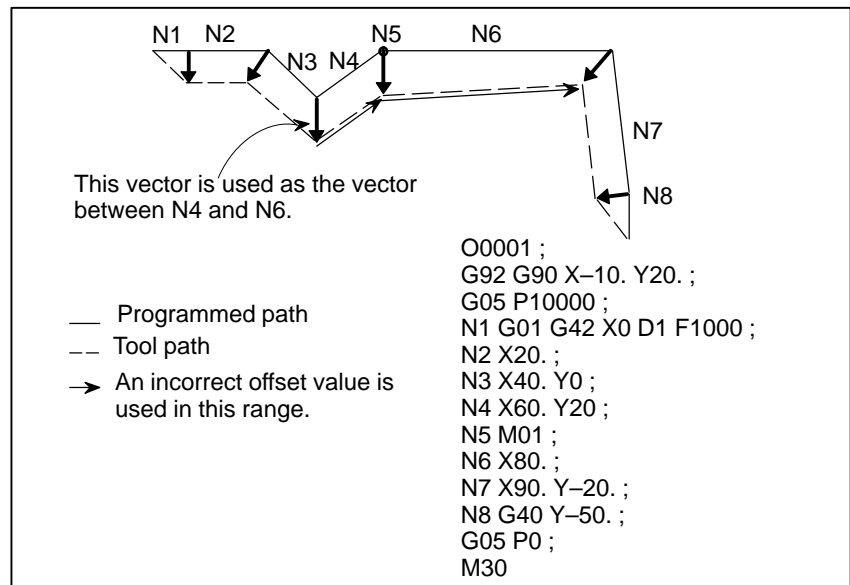 N1 N2 N3 N4 N5 N6
N7
N8
This vector is used as the vector
between N4 and N6.
Programmed path
Tool path
An incorrect offset value is
used in this range.
O0001 ;
G92 G90 X–10. Y20. ;
G05 P10000 ;
N1 G01 G42 X0 D1 F1000 ;
N2 X20. ;
N3 X40. Y0 ;
N4 X60. Y20 ;
N5 M01 ;
N6 X80. ;
N7 X90. Y–20. ;
N8 G40 Y–50. ;
G05 P0 ;
M30